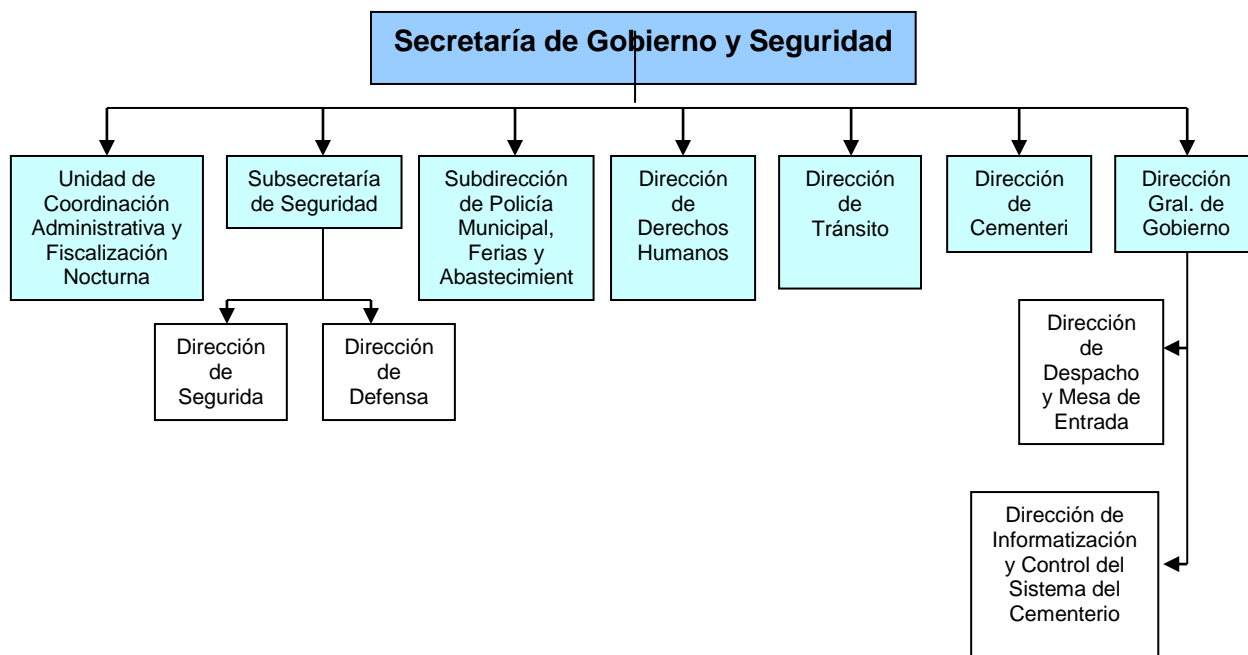 Secretaría de Gobierno y Seguridad
Unidad de
Coordinación
Administrativa y
Fiscalización
Nocturna
Subsecretaría
de Seguridad
Subdirección
de Policía
Municipal,
Ferias y
Abastecimient
Dirección
de
Derechos
Humanos
Dirección
de
Tránsito
Dirección
de
Cementeri
Dirección
Gral. de
Gobierno
Dirección
de
Segurida
Dirección
de
Defensa
Dirección
de
Despacho
y Mesa de
Entrada
Dirección de
Informatización
y Control del
Sistema del
Cementerio